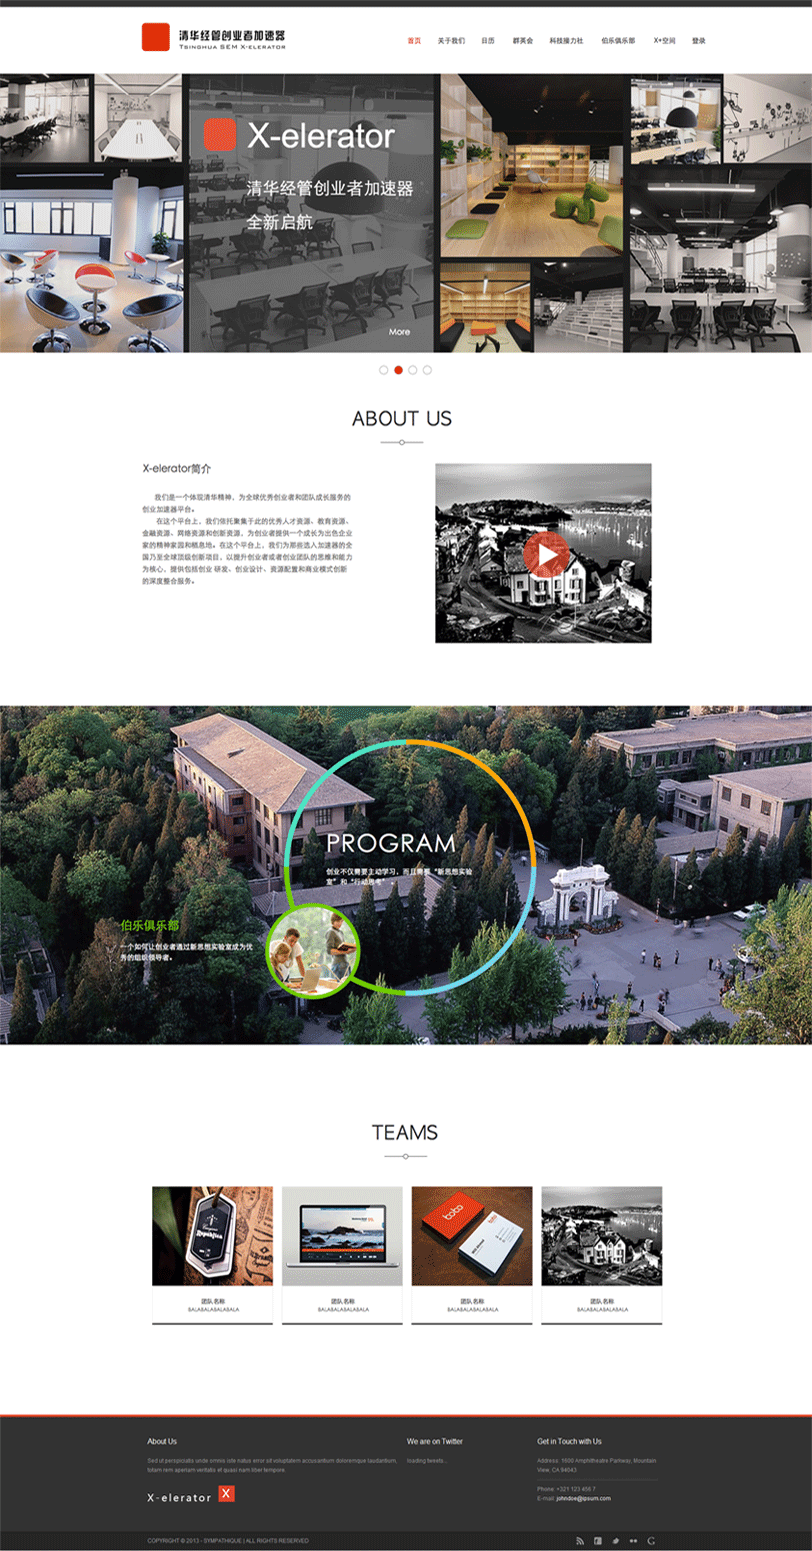 清华经管创业者加速器
Tsinghua SEM X-elerator
首页 关于我们 日历 群英会 科技接力社 伯乐俱乐部 X+空间 登录
X-elerator
清华经管创业者加速器
全新启航
More
ABOUT US
X-elerator简介
我们是一个体现清华精神，为全球优秀创业者和团队成长服务的
创业加速器平台。
在这个平台上，我们依托聚集于此的优秀人才资源、教育资源、
金融资源、网络资源和创新资源，为创业者提供一个成长为出色企业
家的精神家园和栖息地。在这个平台上，我们为那些选入加速器的全
国乃至全球顶级创新项目，以提升创业者或者创业团队的思维和能力
为核心，提供包括创业 研发、创业设计、资源配置和商业模式创新
的深度整合服务。
PROGRAM
创业不仅需要主动学习，而且需要“新思想实验
室”和“行动思考”。
伯乐俱乐部
一个如何让创业者通过新思想实验室成为优
秀的组织领导者。
TEAMS
bobo
团队名称 团队名称 团队名称 团队名称
BALABALABALABALA BALABALABALABALA BALABALABALABALA BALABALABALABALA
About Us
Sed ut perspiciatis unde omnis iste natus error sit voluptatem accusantium doloremque laudantium,
totam rem aperiam veritatis et quasi nam liber tempore
X-elerator X
We are on Twitter
loading tweets...
Get in Touch with Us
Address: 1600 Amphitheatre Parkway, Mountain
View, CA 94043
Phone: +321 123 456 7
E-mail: johndoe@ipsum.com
COPYRIGHT © 2013 - SYMPATHIQUE | ALL RIGHTS RESERVED